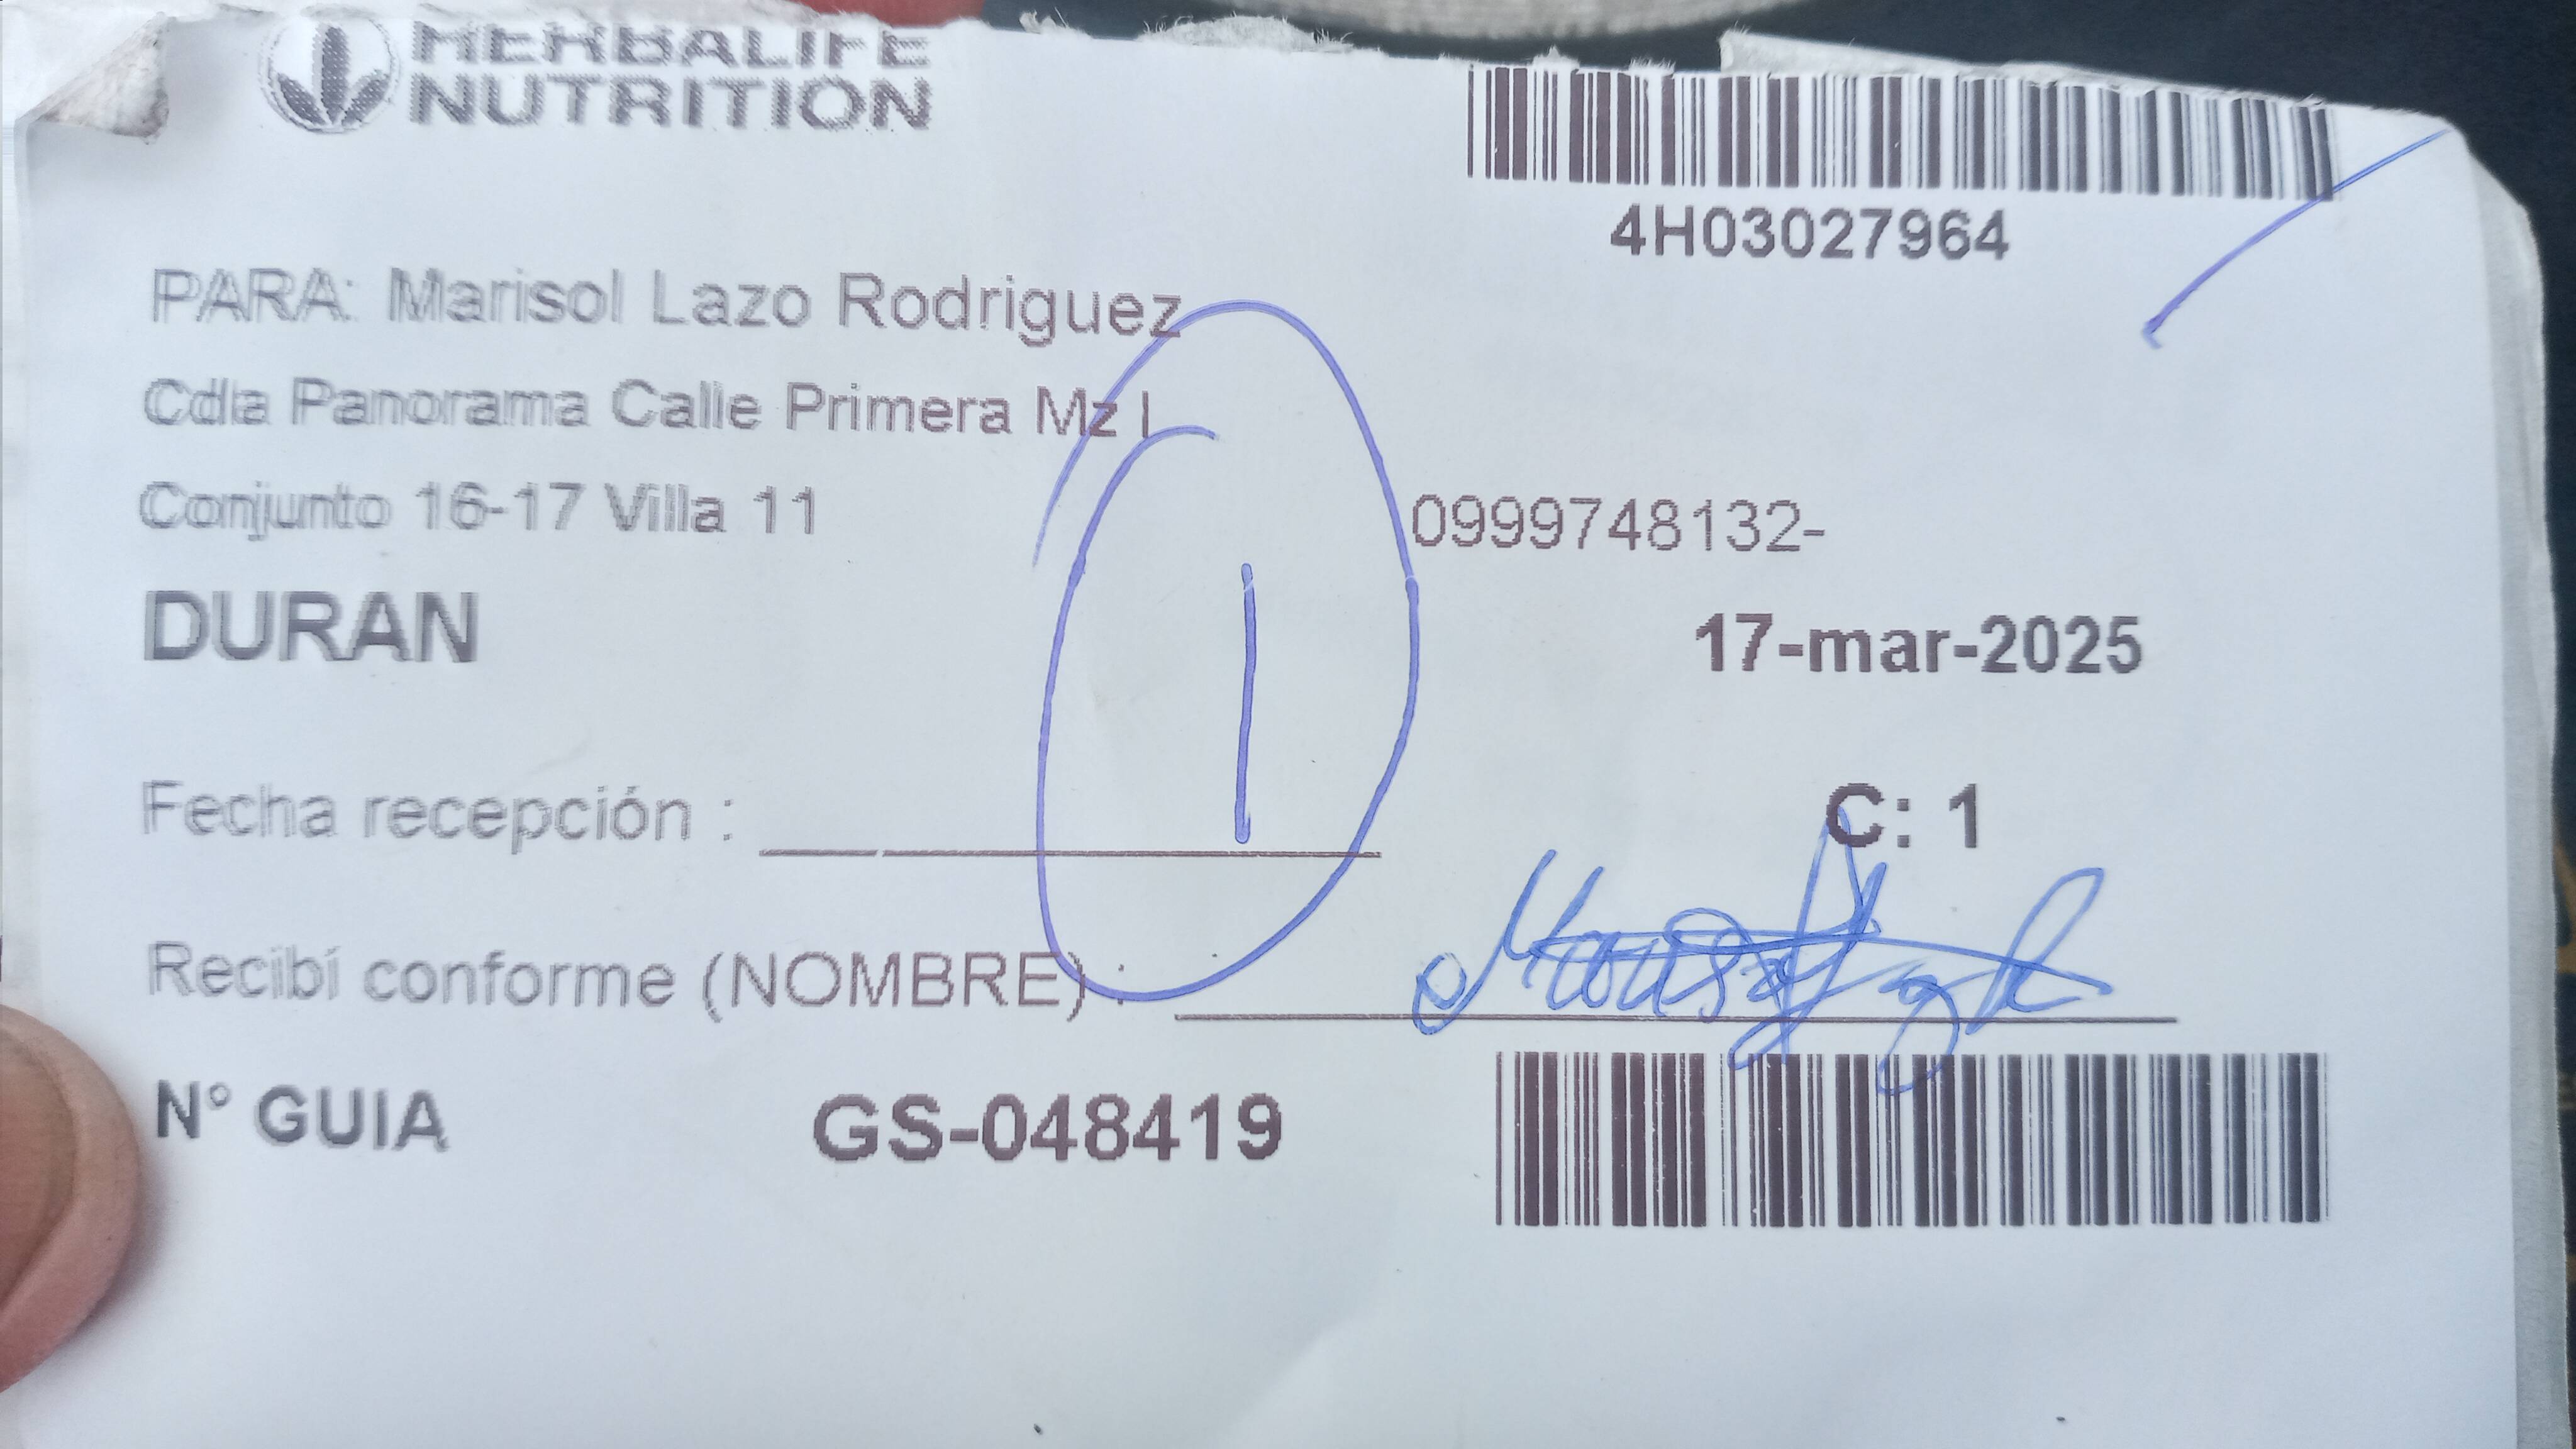 HERBALIFE
NUTRITION
4H03027964
PARA: Marisol Lazo Rodriguez
Cdla Panorama Calle Primera Mz I
Conjunto 16-17 Villa 11
0999748132-
DURAN
17-mar-2025
1
Fecha recepción :
C: 1
Recibí conforme (NOMBRE) :
N° GUIA
GS-048419